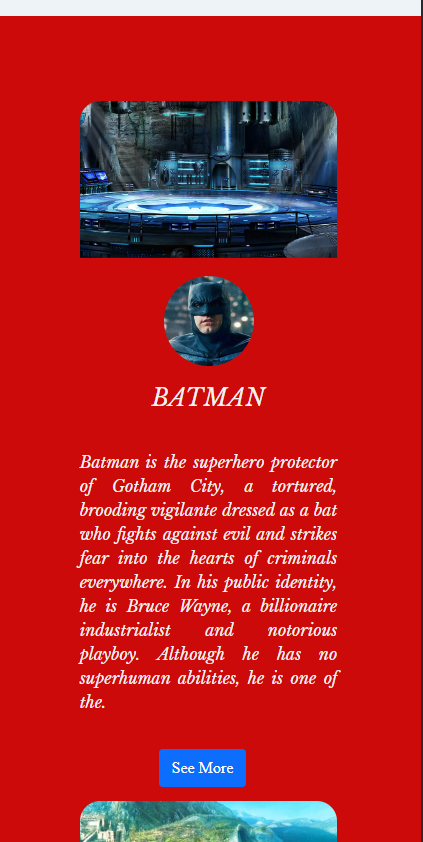 BATMAN
Batman is the superhero protector
of Gotham City, a tortured,
brooding vigilante dressed as a bat
who fights against evil and strikes
fear into the hearts of criminals
everywhere. In his public identity,
he is Bruce Wayne, a billionaire
industrialist and notorious
playboy. Although he has no
superhuman abilities, he is one of
the.
See More